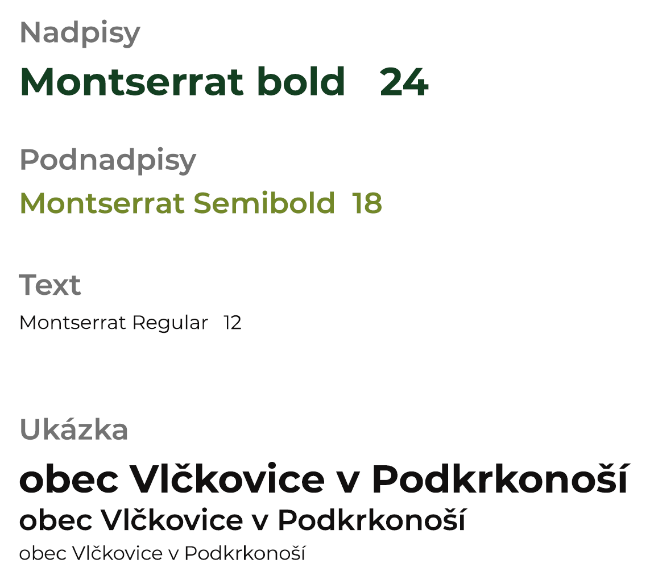 Nadpisy
Montserrat bold 24
Podnadpisy
Montserrat Semibold 18
Text
Montserrat Regular 12
Ukázka
obec Vlčkovice v Podkrkonoší
obec Vlčkovice v Podkrkonoší
obec Vlčkovice v Podkrkonoší